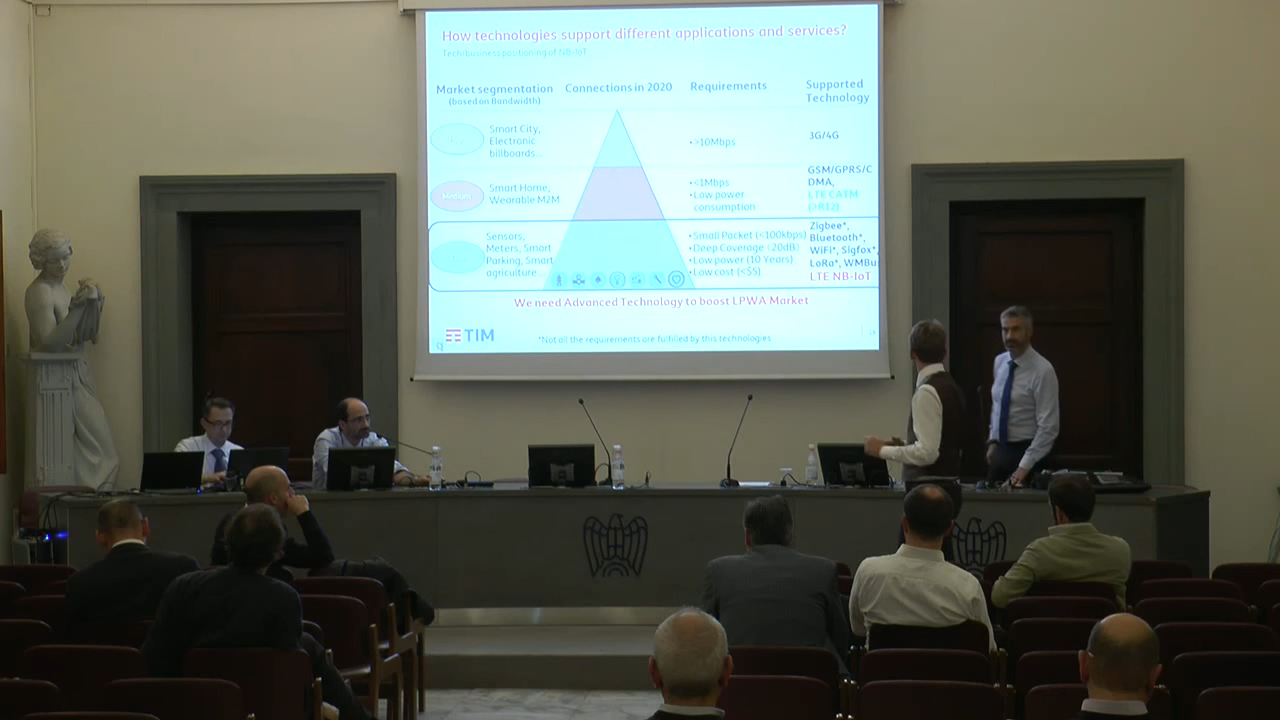 How technologies support different applications and services?
Tech/business positioning of NB-IoT
Market segmentation
(based on Bandwidth)
Connections in 2020
Requirements
Supported
Technology
Smart City,
Electronic
billboards...
•>10Mbps
3G/4G
Medium
Smart Home,
Wearable M2M
•<1Mbps
•Low power
consumption
GSM/GPRS/C
DMA,
LTE CATM
(>R12)
Sensors,
Meters, Smart
Parking, Smart
agriculture...
•Small Packet (<100kbps)
•Deep Coverage (20dB)
•Low power (10 Years)
•Low cost (<5$)
Zigbee*,
Bluetooth*,
WiFi*, Sigfox*,
LoRa*, WMBu
LTE NB-IoT
We need Advanced Technology to boost LPWA Market
TIM
*Not all the requirements are fulfilled by this technologies